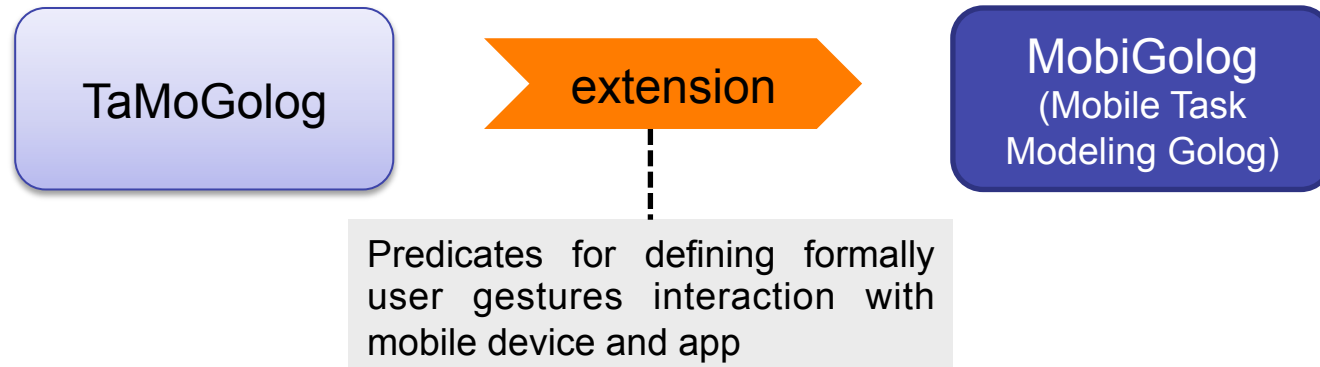 TaMoGolog
extension
MobiGolog
(Mobile Task
Modeling Golog)
Predicates for defining formally
user gestures interaction with
mobile device and app